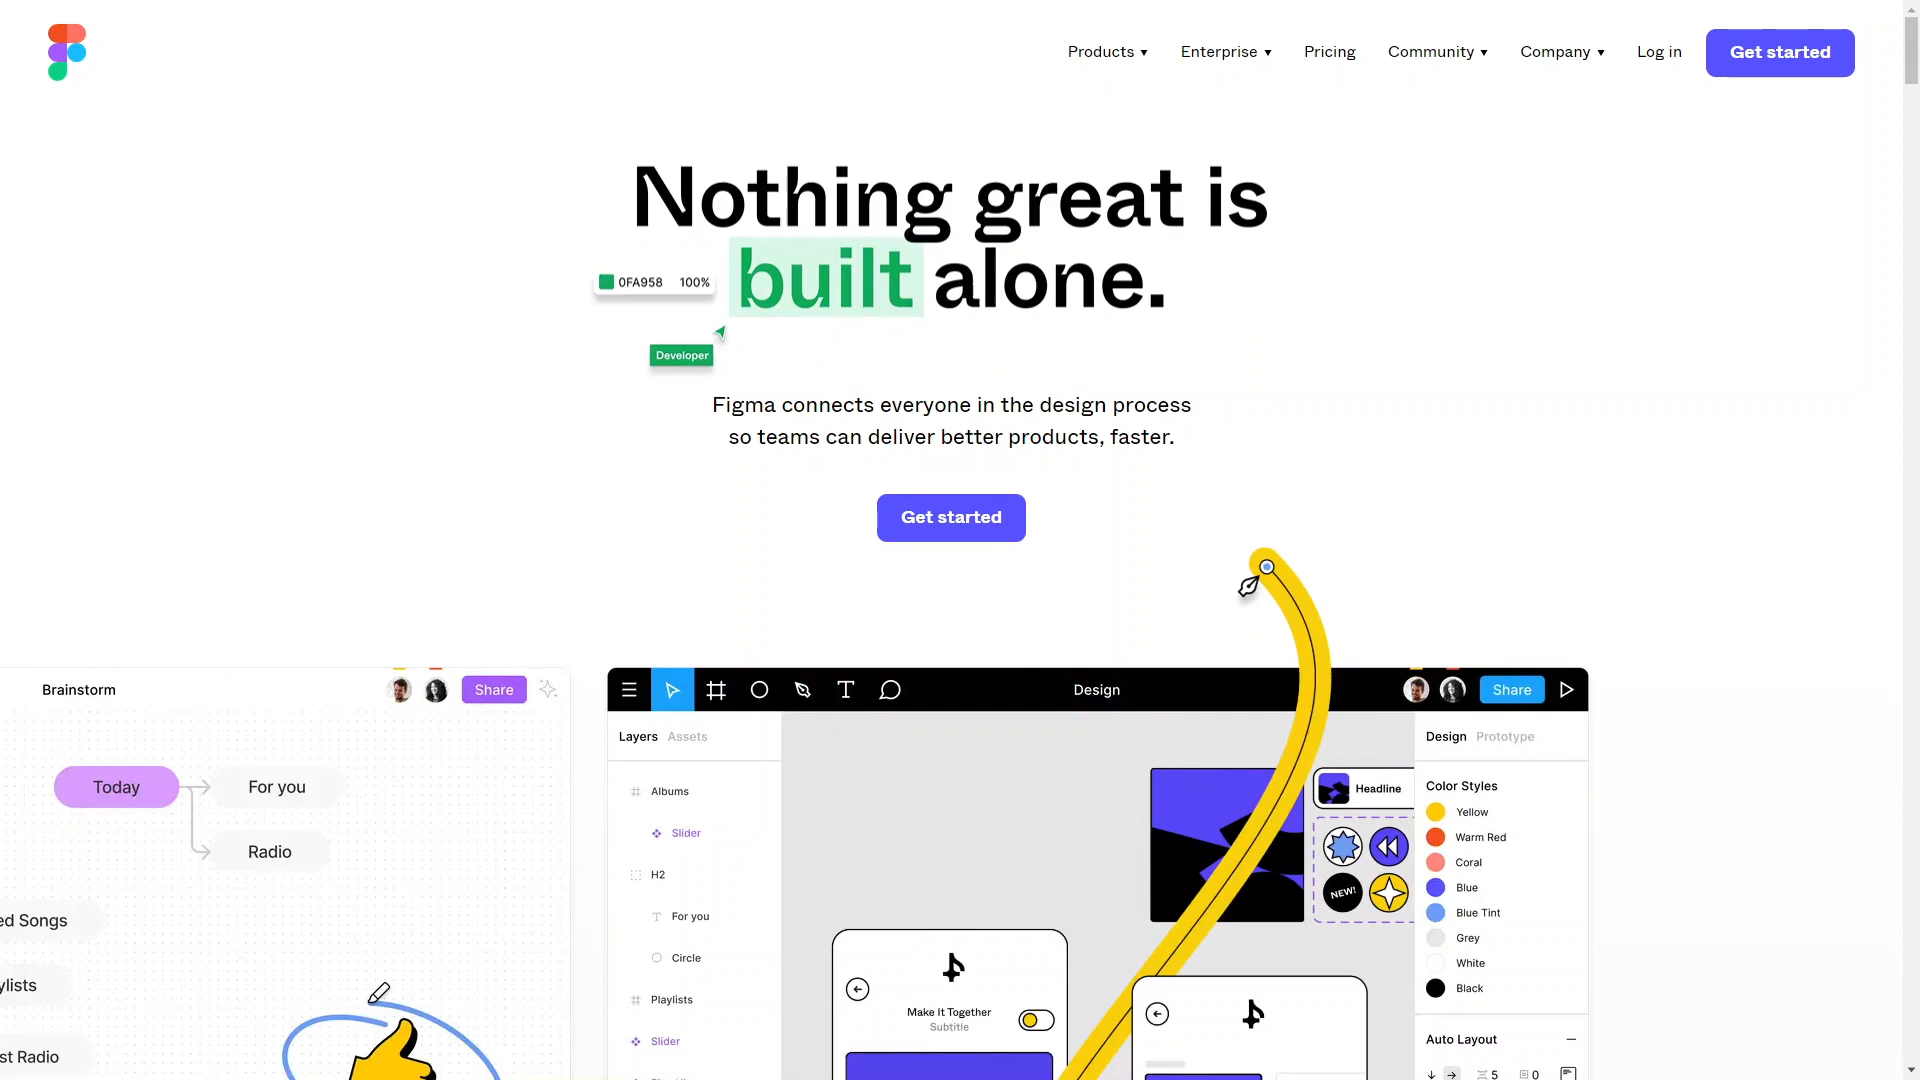 Products ▼ Enterprise ▼ Pricing Community ▼ Company ▼ Log in Get started
Nothing great is
built alone.
0FA958 100%
Developer
Figma connects everyone in the design process
so teams can deliver better products, faster.
Get started
Brainstorm Share
Today For you
Radio
ed Songs
ylists
st Radio
Design Share
Layers Assets
Albums
Slider
H2
For you
Circle
Playlists
Slider
Headline
NEW!
Make It Together
Subtitle
Design Prototype
Color Styles
Yellow
Warm Red
Coral
Blue
Blue Tint
Grey
White
Black
Auto Layout
5 0